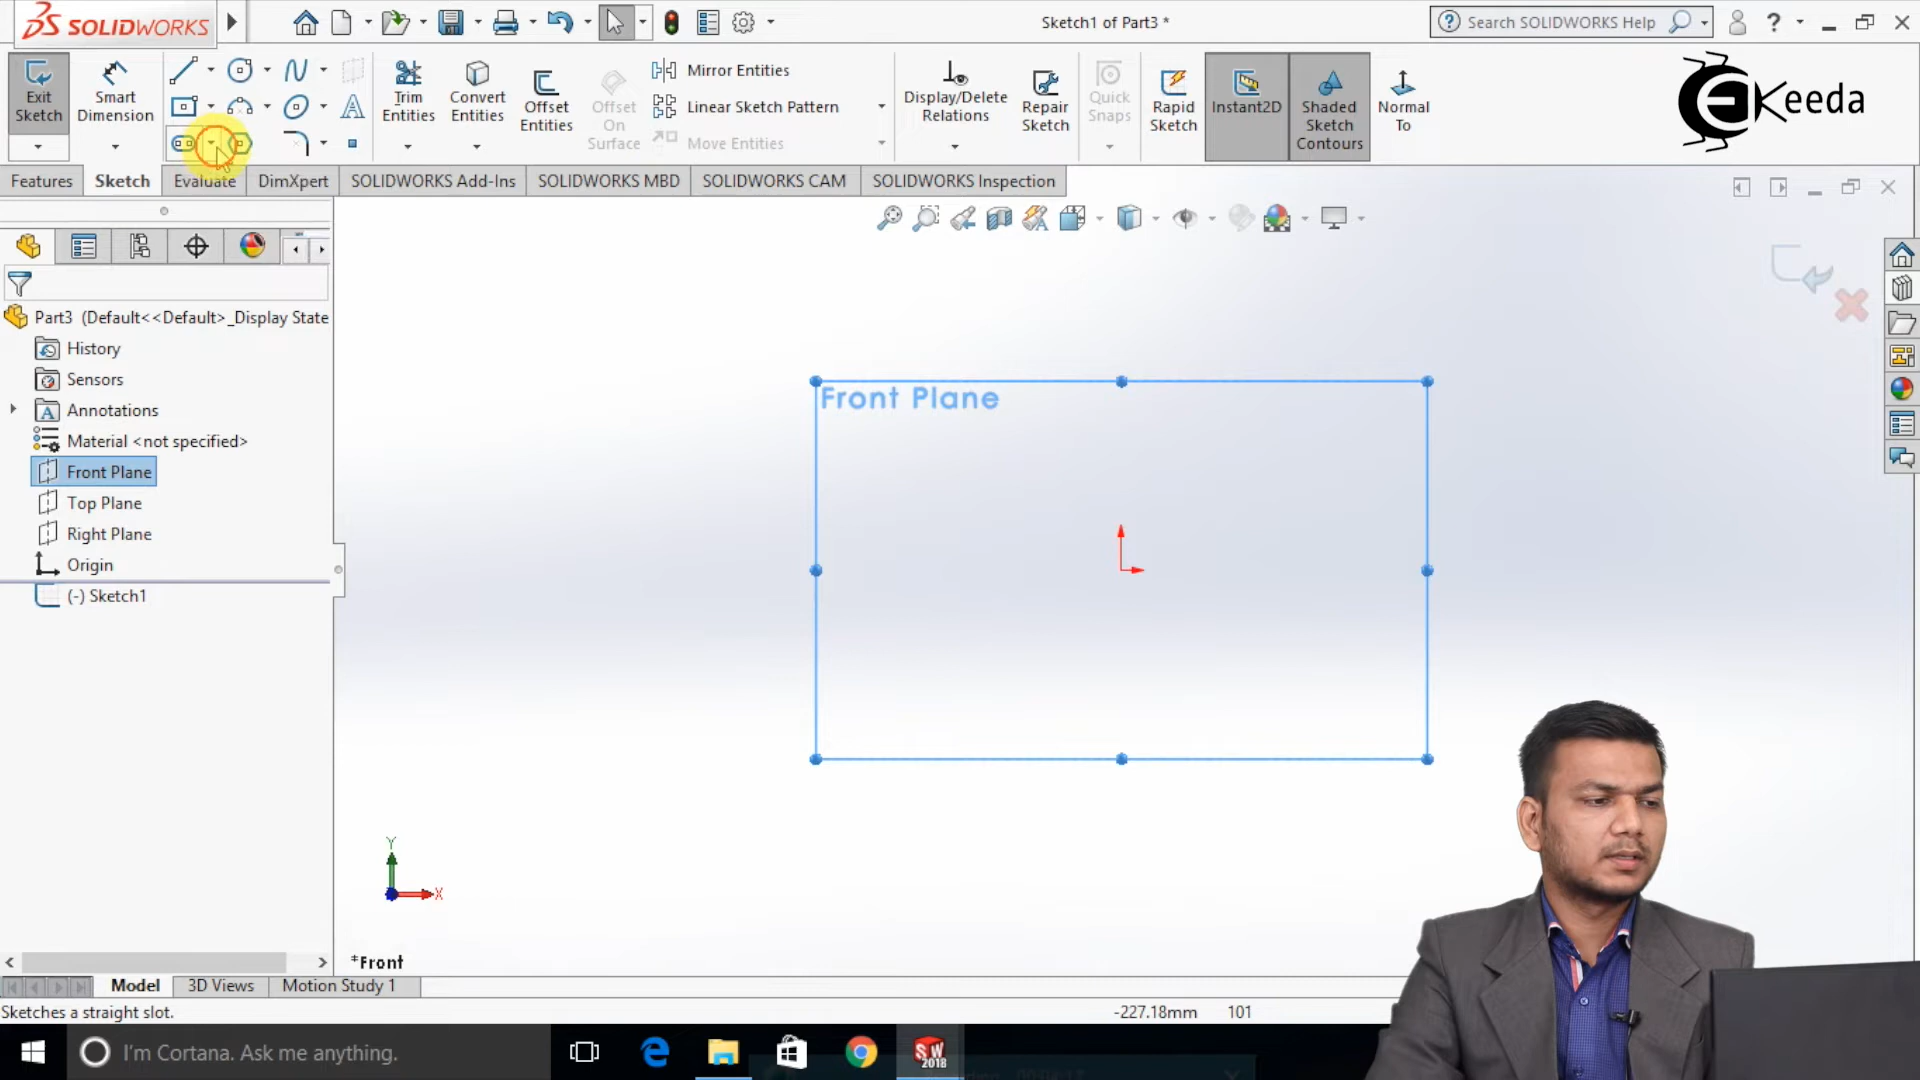 SOLIDWORKS
Sketch1 of Part3 *
Search SOLIDWORKS Help
Exit Sketch
Smart Dimension
Trim Entities
Convert Entities
Offset Entities
Offset On Surface
Mirror Entities
Linear Sketch Pattern
Move Entities
Display/Delete Relations
Repair Sketch
Quick Snaps
Rapid Sketch
Instant2D
Shaded Sketch Contours
Normal To
Ekeeda
Features
Sketch
Evaluate
DimXpert
SOLIDWORKS Add-Ins
SOLIDWORKS MBD
SOLIDWORKS CAM
SOLIDWORKS Inspection
Part3 (Default<<Default>_Display State
History
Sensors
Annotations
Material <not specified>
Front Plane
Top Plane
Right Plane
Origin
(-) Sketch1
Front Plane
Y
X
*Front
Model
3D Views
Motion Study 1
Sketches a straight slot.
-227.18mm
101
I'm Cortana. Ask me anything.
SW
2018